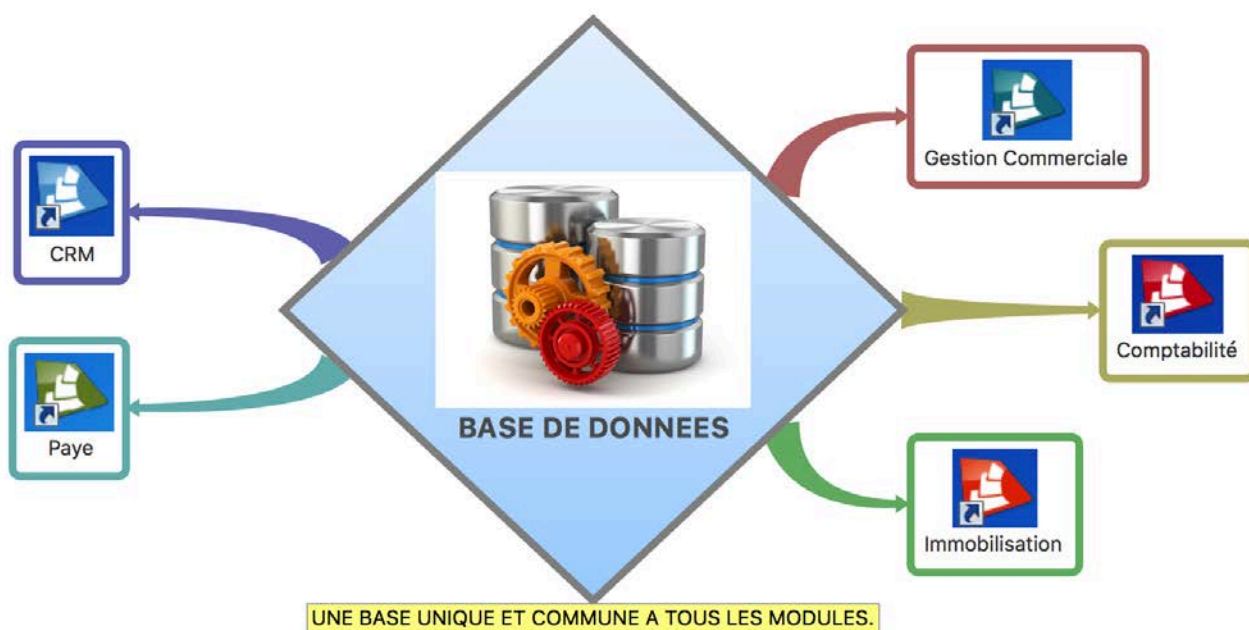 Gestion Commerciale
CRM
Comptabilité
Paye
BASE DE DONNEES
Immobilisation
UNE BASE UNIQUE ET COMMUNE A TOUS LES MODULES.